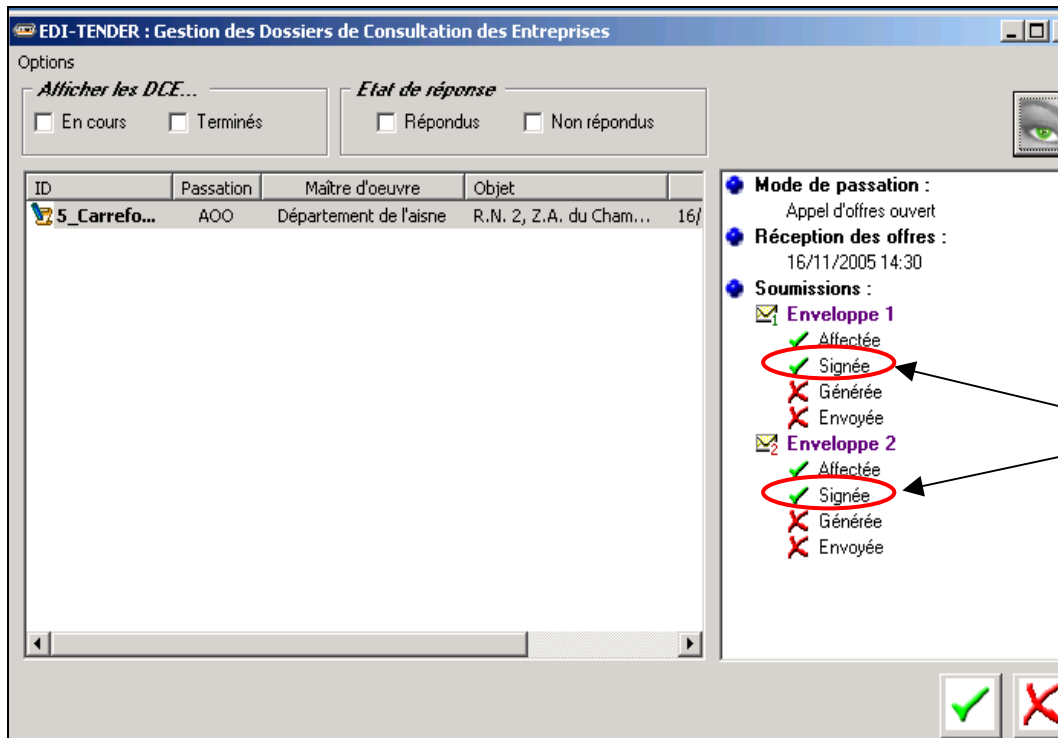 EDI-TENDER : Gestion des Dossiers de Consultation des Entreprises
Options
Afficher les DCE...
Etat de réponse
En cours
Terminés
Répondus
Non répondus
ID Passation Maître d'oeuvre Objet
5_Carrefo... AOO Département de l'aisne R.N. 2, Z.A. du Cham... 16/
Mode de passation :
Appel d'offres ouvert
Réception des offres :
16/11/2005 14:30
Soumissions :
1 Enveloppe 1
Affectée
Signée
Générée
Envoyée
2 Enveloppe 2
Affectée
Signée
Générée
Envoyée